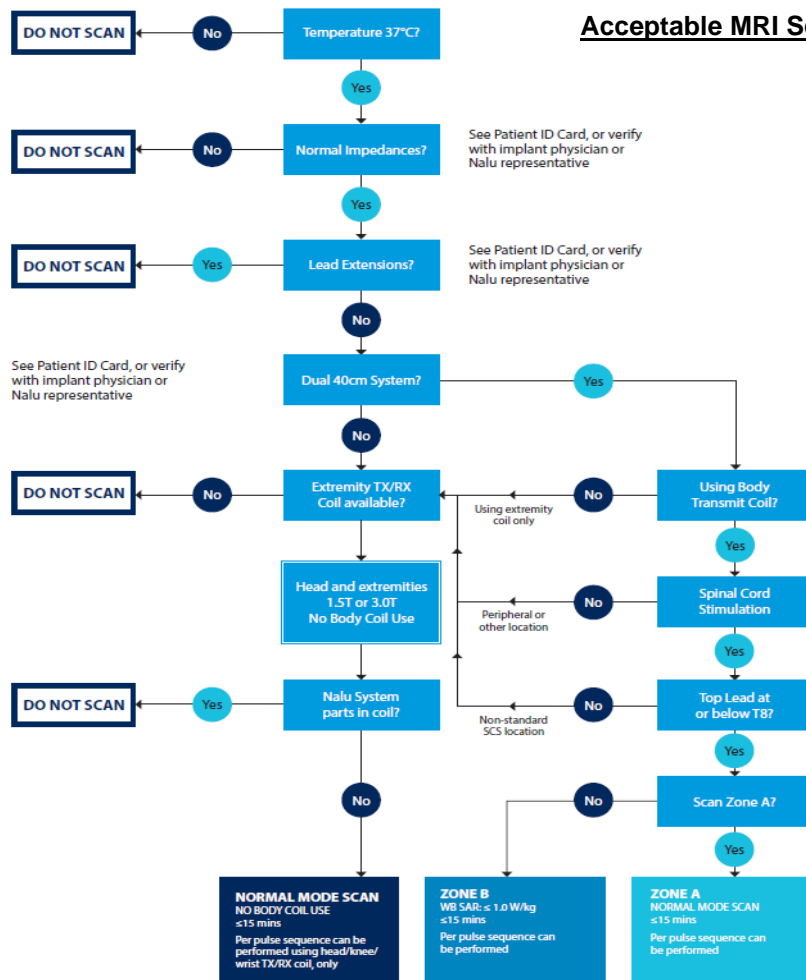 Acceptable MRI
DO NOT SCAN
No
Temperature 37°C?
Yes
DO NOT SCAN
No
Normal Impedances?
See Patient ID Card, or verify
with implant physician or
Nalu representative
Yes
DO NOT SCAN
Yes
Lead Extensions?
See Patient ID Card, or verify
with implant physician or
Nalu representative
No
See Patient ID Card, or verify
with implant physician or
Nalu representative
Dual 40cm System?
Yes
No
DO NOT SCAN
No
Extremity TX/RX
Coil available?
Using extremity
coil only
No
Using Body
Transmit Coil?
Yes
Head and extremities
1.5T or 3.0T
No Body Coil Use
Peripheral or
other location
No
Spinal Cord
Stimulation
Yes
DO NOT SCAN
Yes
Nalu System
parts in coil?
Non-standard
SCS location
No
Top Lead at
or below T8?
Yes
No
No
Scan Zone A?
Yes
NORMAL MODE SCAN
NO BODY COIL USE
≤15 mins
Per pulse sequence can be
performed using head/knee/
wrist TX/RX coil, only
ZONE B
WB SAR: ≤ 1.0 W/kg
≤15 mins
Per pulse sequence can
be performed
ZONE A
NORMAL MODE SCAN
≤15 mins
Per pulse sequence can
be performed